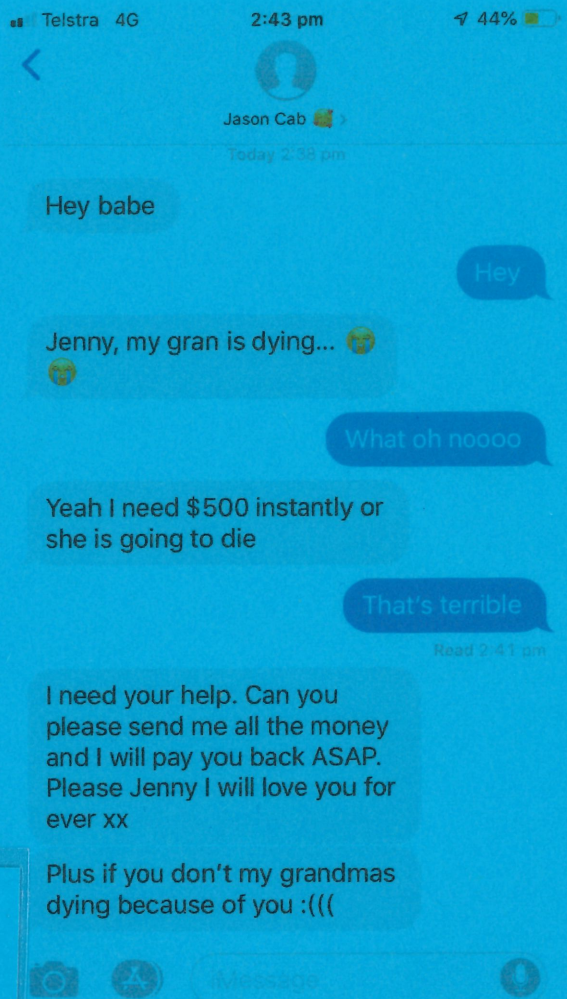 Telstra 4G 2:43 pm 44%
Jason Cab
Today 2:38 pm
Hey babe
Hey
Jenny, my gran is dying... 😭
😭
What oh noooo
Yeah I need $500 instantly or
she is going to die
That's terrible
Read 2:41 pm
I need your help. Can you
please send me all the money
and I will pay you back ASAP.
Please Jenny I will love you for
ever xx
Plus if you don't my grandmas
dying because of you :(((
iMessage